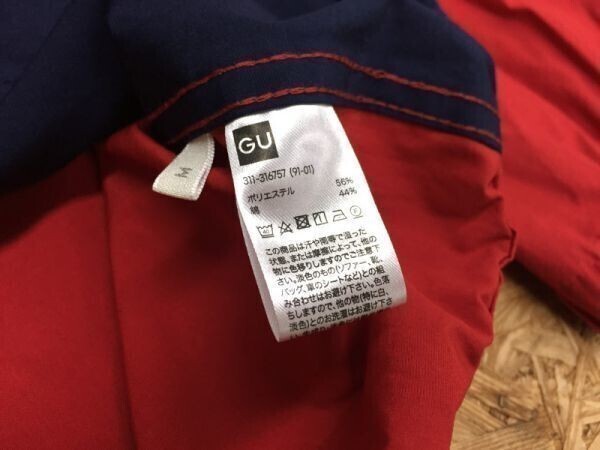 GU
M
311-316757 (91-01)
ポリエステル 56%
綿 44%
この商品は汗や雨等で湿った
状態、または摩擦によって、他の
物に色移りしますのでご注意下
さい。淡色のもの(ソファー、靴、
バッグ、車のシートなど)との組
み合わせはお避け下さい。色落
ちしますので、他の物(特に白、
淡色)とのお洗濯はお避け下さ